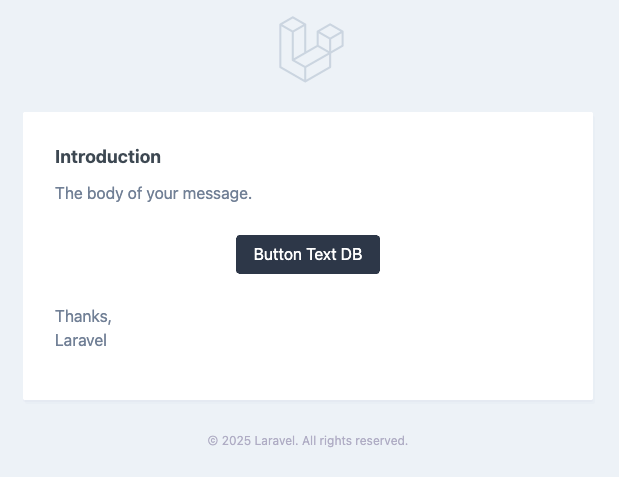 Introduction
The body of your message.
Button Text DB
Thanks,
Laravel
© 2025 Laravel. All rights reserved.